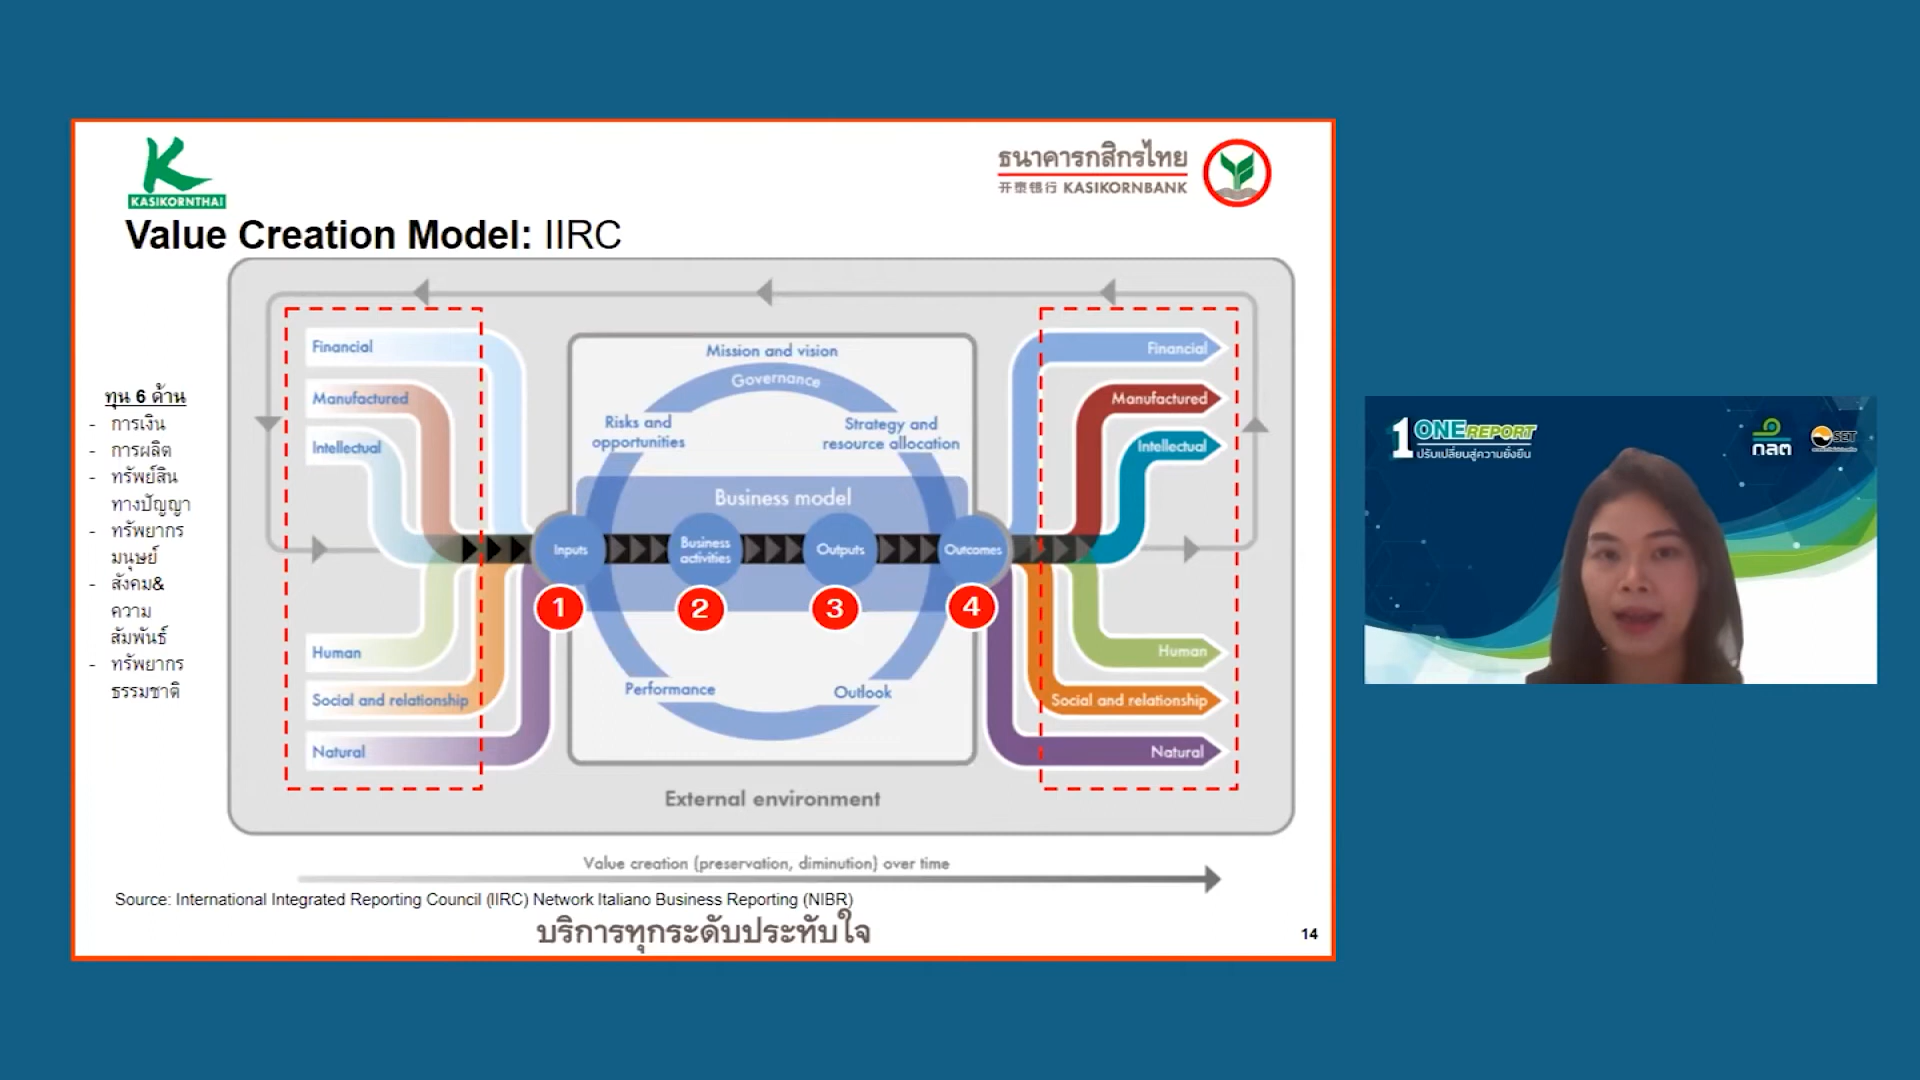 KASIKORNTHAI
ธนาคารกสิกรไทย
开泰银行 KASIKORNBANK
Value Creation Model: IIRC
ทุน 6 ด้าน
- การเงิน
- การผลิต
- ทรัพย์สิน
ทางปัญญา
- ทรัพยากร
มนุษย์
- สังคม&
ความ
สัมพันธ์
- ทรัพยากร
ธรรมชาติ
Financial
Manufactured
Intellectual
Human
Social and relationship
Natural
Mission and vision
Governance
Risks and
opportunities
Strategy and
resource allocation
Business model
Inputs
Business
activities
Outputs
Outcomes
1
2
3
4
Performance
Outlook
Financial
Manufactured
Intellectual
Human
Social and relationship
Natural
External environment
Value creation (preservation, diminution) over time
Source: International Integrated Reporting Council (IIRC) Network Italiano Business Reporting (NIBR)
บริการทุกระดับประทับใจ
14
1 ONE REPORT
ปรับเปลี่ยนสู่ความยั่งยืน
กลต
SET